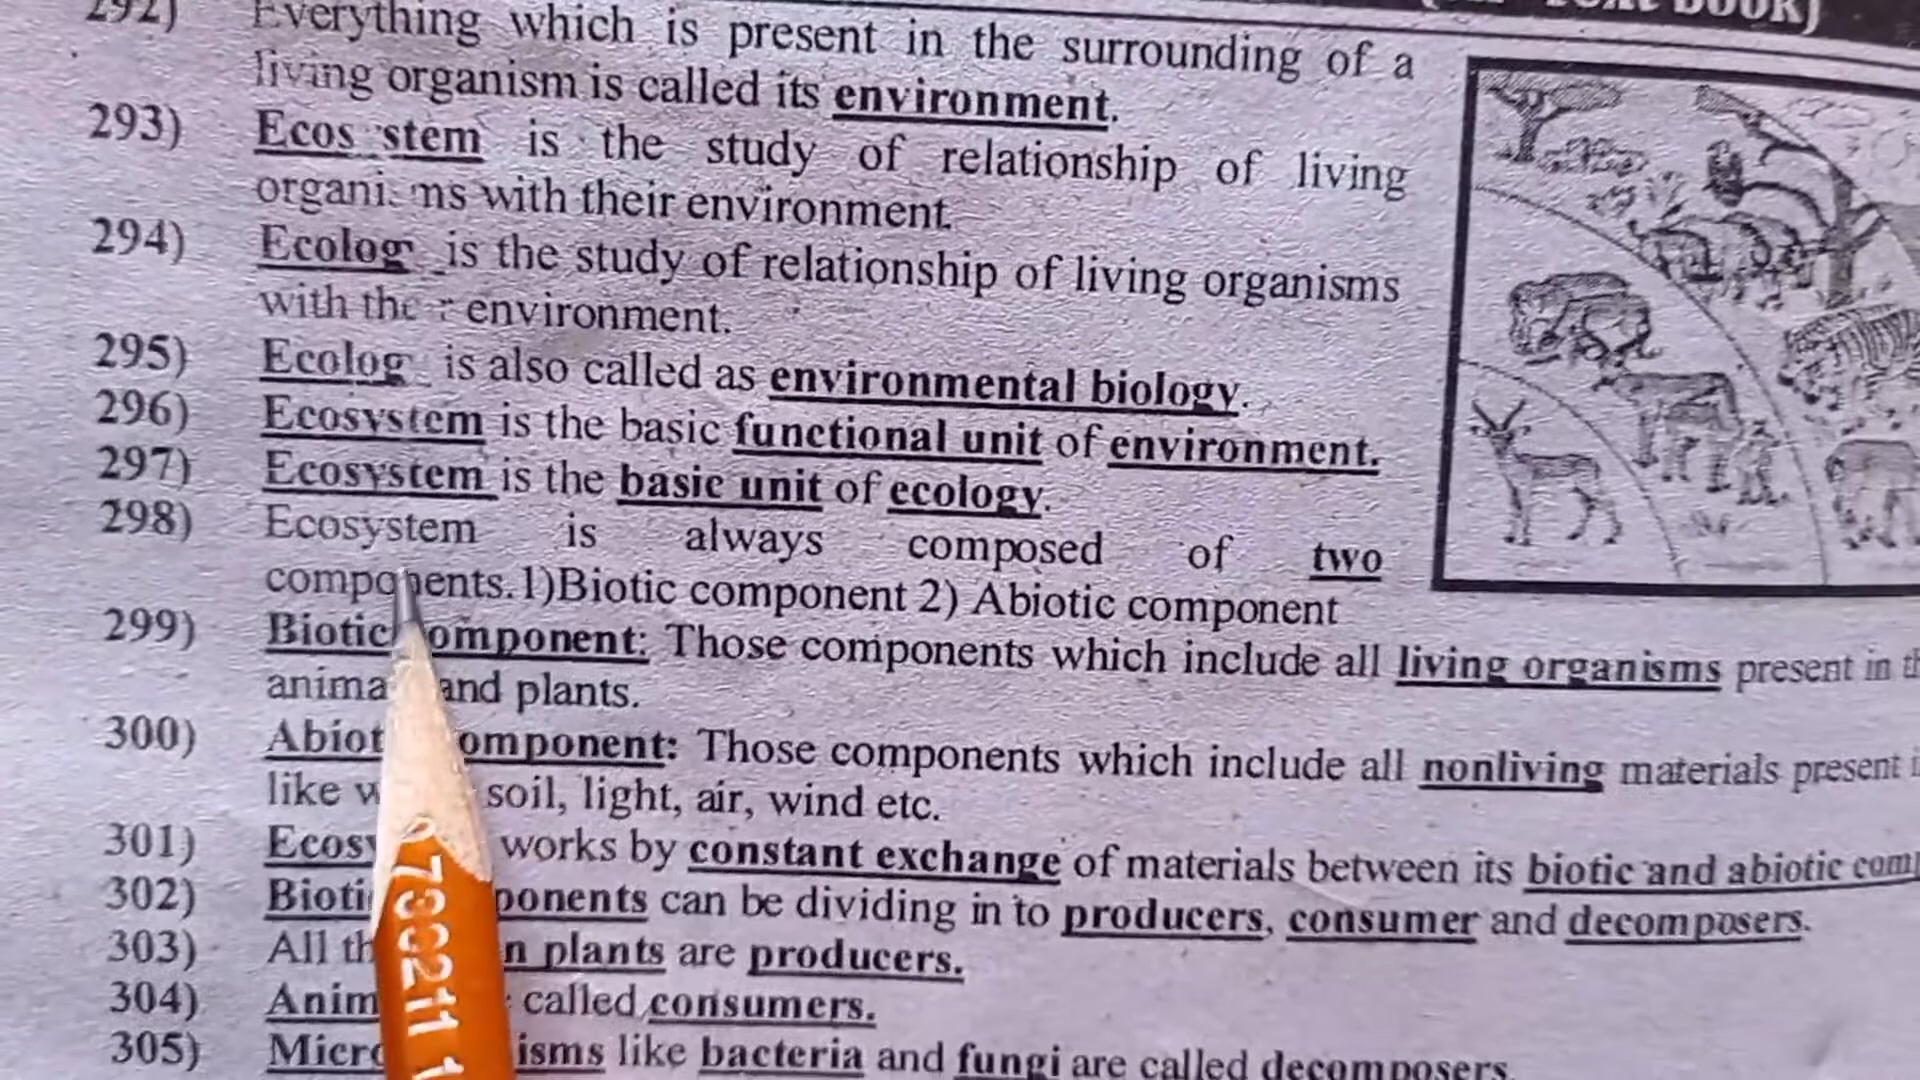 BOOK)
292) Everything which is present in the surrounding of a
living organism is called its environment.
293) Ecos stem is the study of relationship of living
organi ms with their environment.
294) Ecolog is the study of relationship of living organisms
with the r environment.
295) Ecolog is also called as environmental biology.
296) Ecosystem is the basic functional unit of environment.
297) Ecosystem is the basic unit of ecology.
298) Ecosystem is always composed of two
components. 1)Biotic component 2) Abiotic component
299) Biotic omponent: Those components which include all living organisms present in
anima and plants.
300) Abiot omponent: Those components which include all nonliving materials present
like soil, light, air, wind etc.
301) Ecosy works by constant exchange of materials between its biotic and abiotic com
302) Bioti ponents can be dividing in to producers, consumer and decomposers.
303) All th n plants are producers.
304) Anim called consumers.
305) Micro isms like bacteria and fungi are called decomposers.
073C211 1